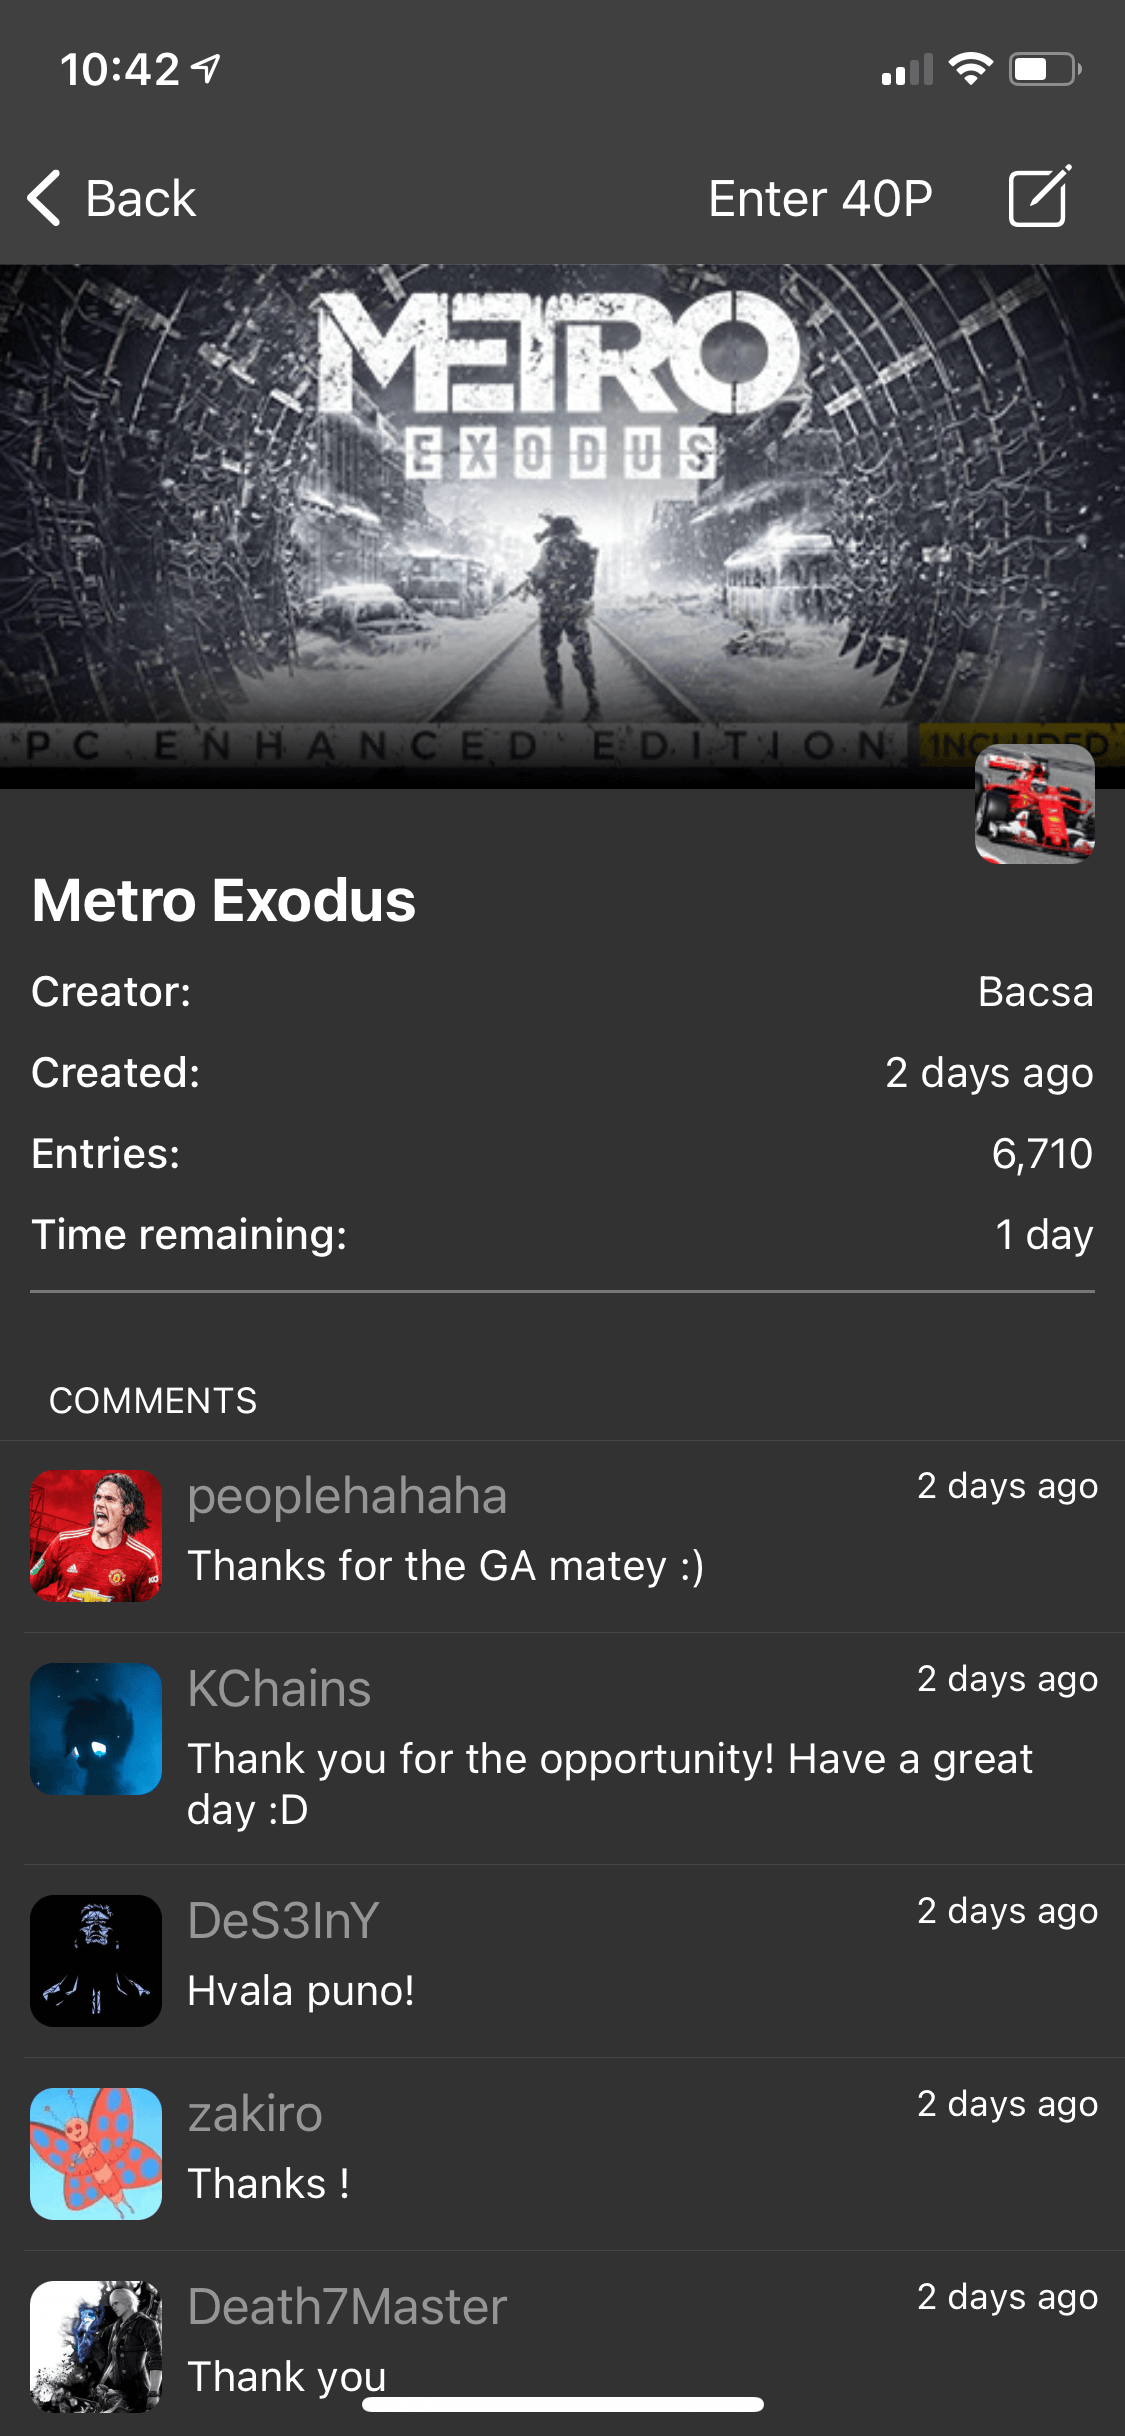 10:42
Back
Enter 40P
METRO
EXODUS
PC ENHANCED EDITION INCLUDED
Metro Exodus
Creator:
Bacsa
Created:
2 days ago
Entries:
6,710
Time remaining:
1 day
COMMENTS
peoplehahaha
2 days ago
Thanks for the GA matey :)
KChains
2 days ago
Thank you for the opportunity! Have a great
day :D
DeS3InY
2 days ago
Hvala puno!
zakiro
2 days ago
Thanks !
Death7Master
2 days ago
Thank you